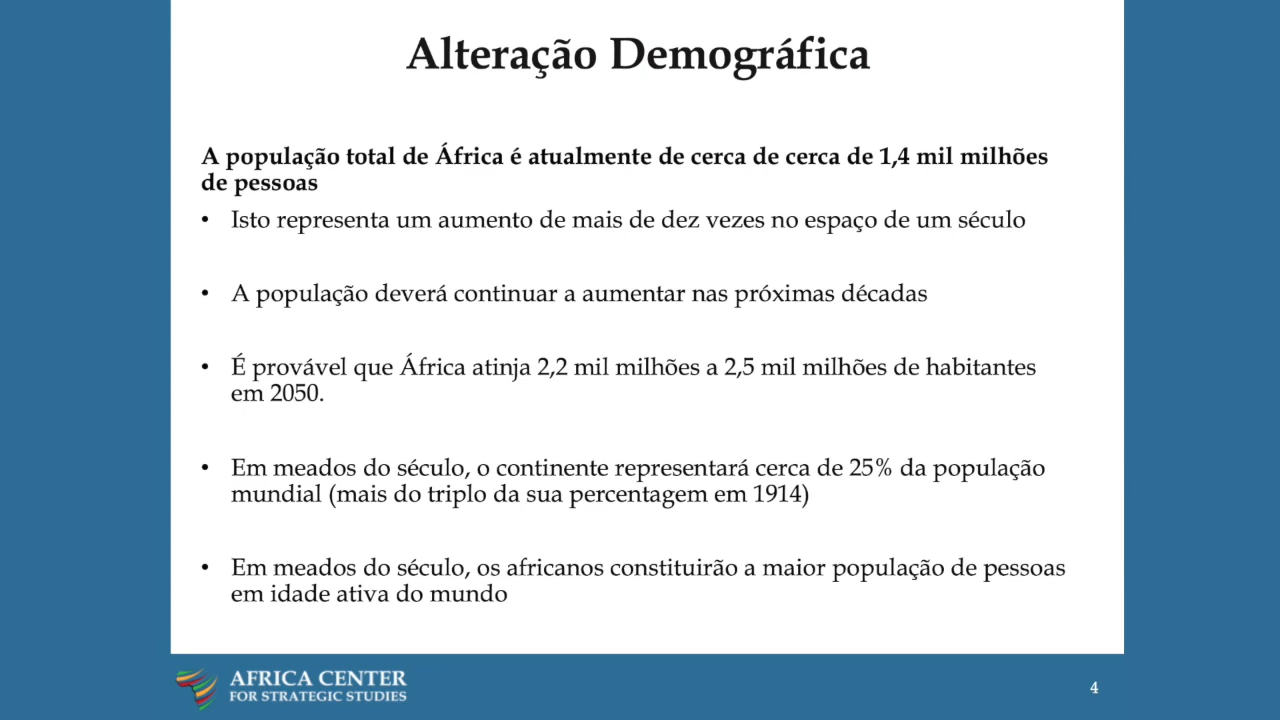 Alteração Demográfica
A população total de África é atualmente de cerca de cerca de 1,4 mil milhões
de pessoas
• Isto representa um aumento de mais de dez vezes no espaço de um século
• A população deverá continuar a aumentar nas próximas décadas
• É provável que África atinja 2,2 mil milhões a 2,5 mil milhões de habitantes
em 2050.
• Em meados do século, o continente representará cerca de 25% da população
mundial (mais do triplo da sua percentagem em 1914)
• Em meados do século, os africanos constituirão a maior população de pessoas
em idade ativa do mundo
AFRICA CENTER
FOR STRATEGIC STUDIES
4